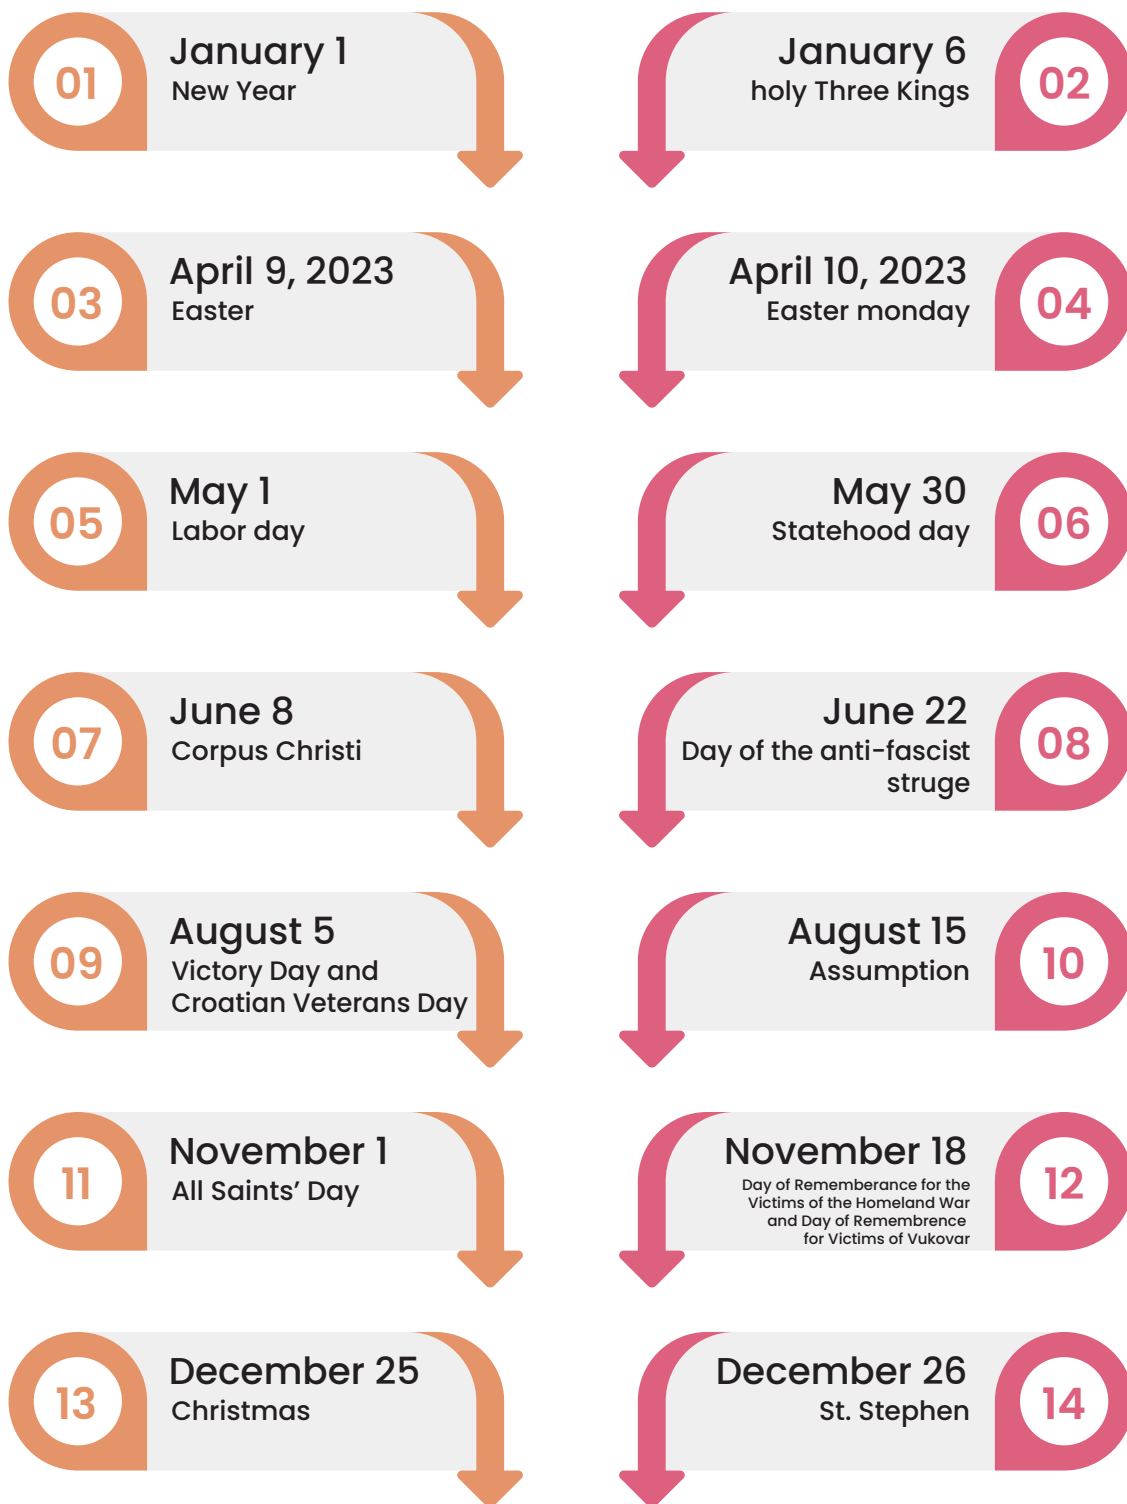 01
January 1
New Year
January 6
holy Three Kings
02
03
April 9, 2023
Easter
April 10, 2023
Easter monday
04
05
May 1
Labor day
May 30
Statehood day
06
07
June 8
Corpus Christi
June 22
Day of the anti-fascist
struge
08
09
August 5
Victory Day and
Croatian Veterans Day
August 15
Assumption
10
11
November 1
All Saints’ Day
November 18
Day of Rememberance for the
Victims of the Homeland War
and Day of Remembrence
for Victims of Vukovar
12
13
December 25
Christmas
December 26
St. Stephen
14